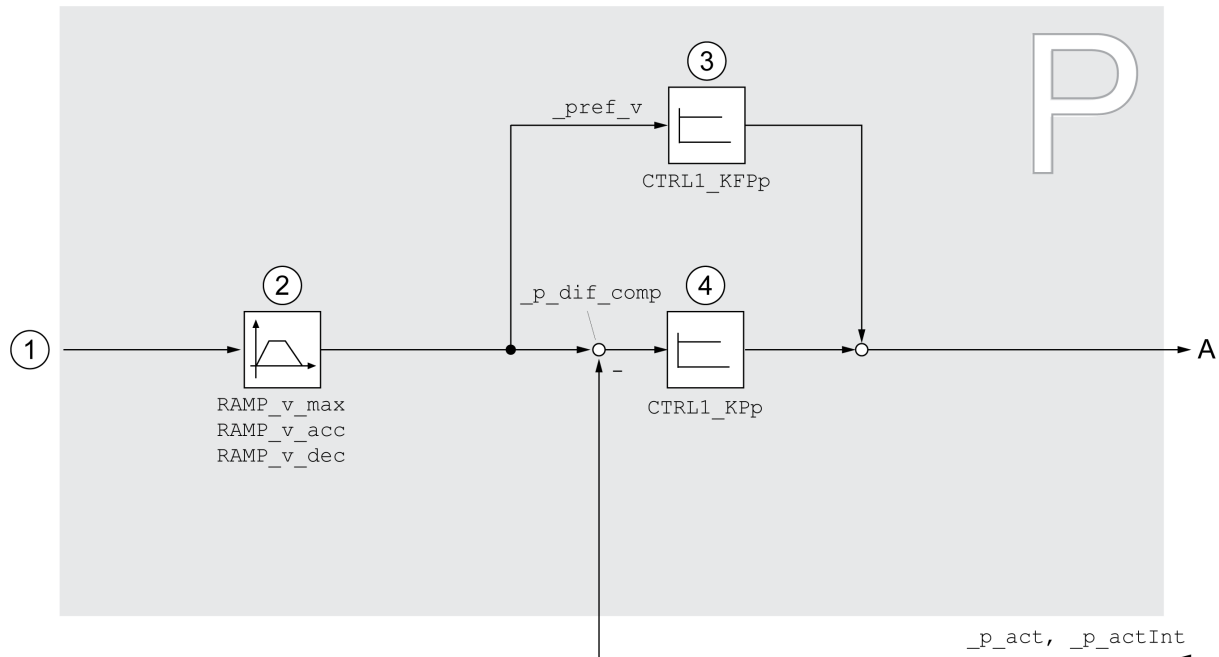 P
3
_pref_v
CTRL1_KFPp
2
_p_dif_comp
4
1
A
RAMP_v_max
RAMP_v_acc
RAMP_v_dec
-
CTRL1_KPp
_p_act, _p_actInt